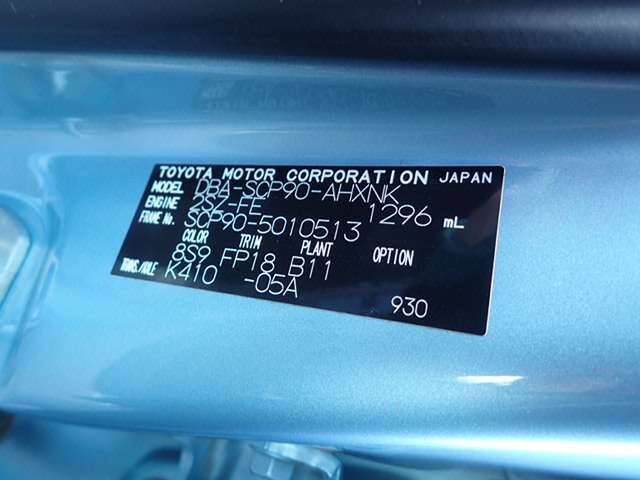 TOYOTA MOTOR CORPORATION JAPAN
MODEL DBA-SCP90-AHXNK
ENGINE 2SZ-FE 1296 mL
FRAME No. SCP90-5010513
COLOR TRIM PLANT OPTION
8S9 FP18 B11
TRANS./AXLE K410 -05A
930